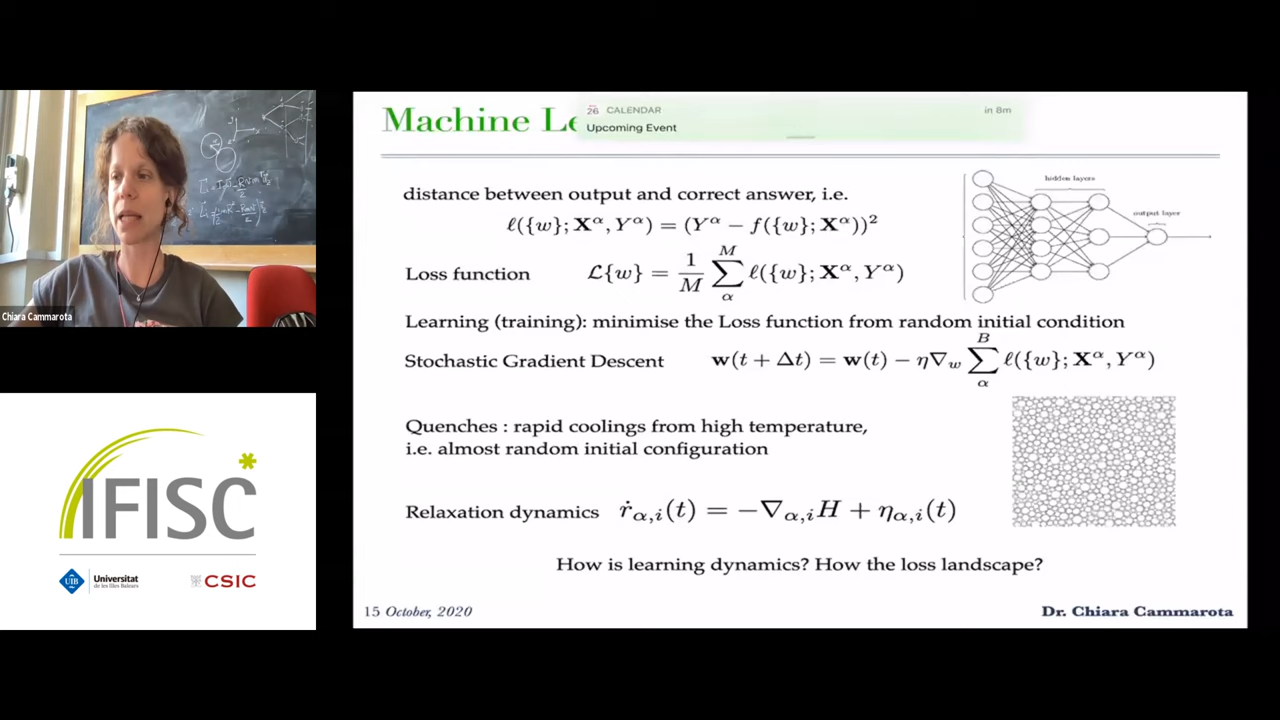 Machine Le
26 CALENDAR in 8m
Upcoming Event
distance between output and correct answer, i.e.
ℓ({w}; X^α, Y^α) = (Y^α − f({w}; X^α))²
Loss function ℒ{w} = 1/M ∑_α^M ℓ({w}; X^α, Y^α)
hidden layers
output layer
Learning (training): minimise the Loss function from random initial condition
Stochastic Gradient Descent w(t + Δt) = w(t) − η∇_w ∑_α^B ℓ({w}; X^α, Y^α)
Quenches : rapid coolings from high temperature,
i.e. almost random initial configuration
Relaxation dynamics ṙ_{α,i}(t) = −∇_{α,i}H + η_{α,i}(t)
How is learning dynamics? How the loss landscape?
15 October, 2020
Dr. Chiara Cammarota
Chiara Cammarota
IFISC
UIB
Universitat
de les Illes Balears
CSIC